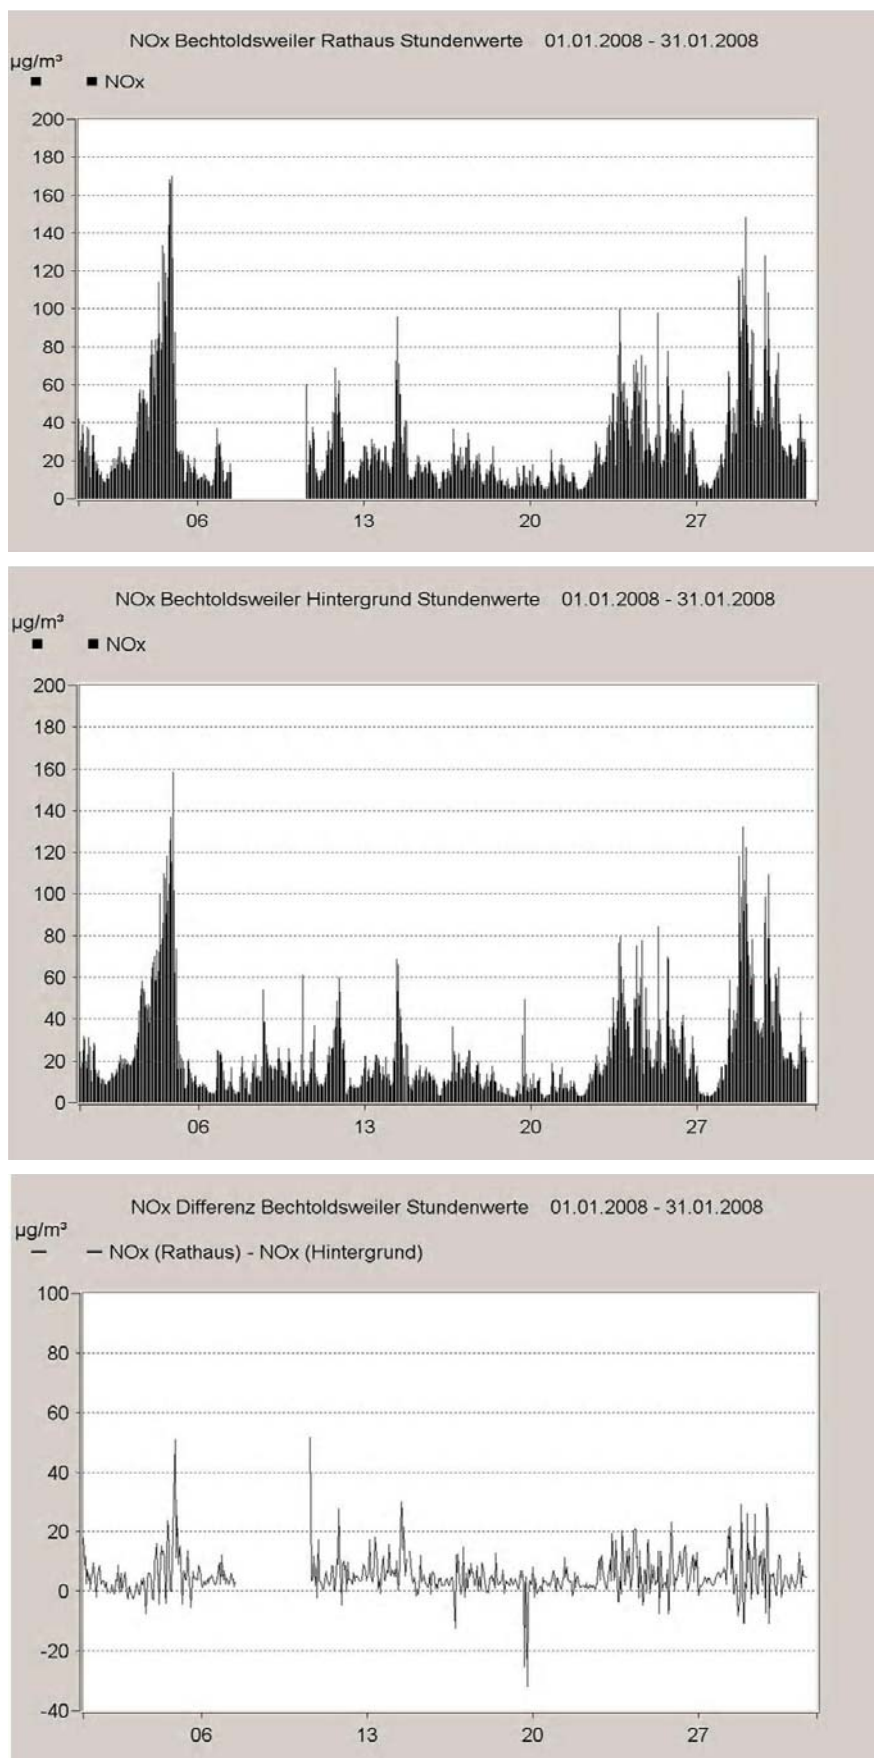 NOx Bechtoldsweiler Rathaus Stundenwerte 01.01.2008 - 31.01.2008
µg/m³
NOx
200
180
160
140
120
100
80
60
40
20
0
06 13 20 27
NOx Bechtoldsweiler Hintergrund Stundenwerte 01.01.2008 - 31.01.2008
µg/m³
NOx
200
180
160
140
120
100
80
60
40
20
0
06 13 20 27
NOx Differenz Bechtoldsweiler Stundenwerte 01.01.2008 - 31.01.2008
µg/m³
NOx (Rathaus) - NOx (Hintergrund)
100
80
60
40
20
0
-20
-40
06 13 20 27